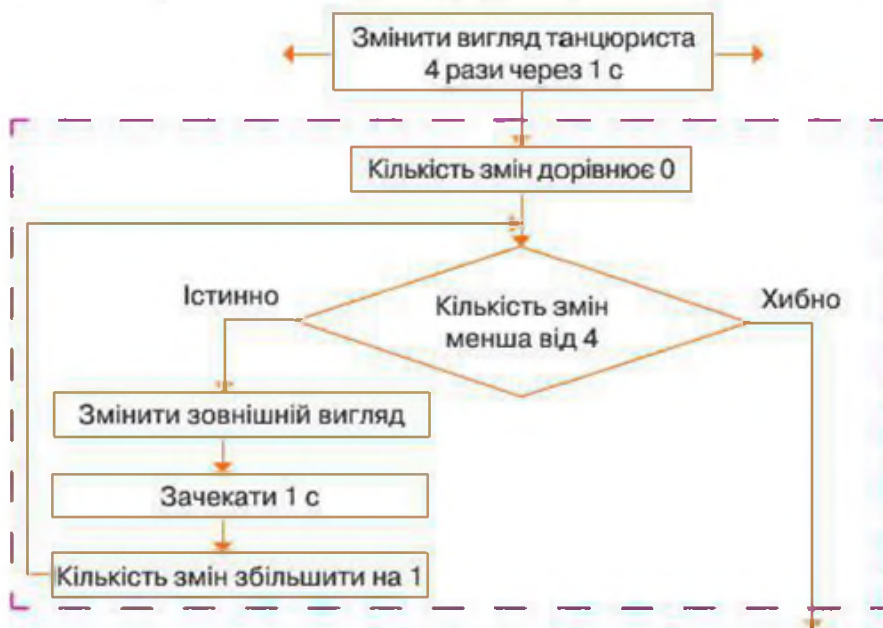 Змінити вигляд танцюриста
4 рази через 1 с
Кількість змін дорівнює 0
Істинно
Кількість змін
менша від 4
Хибно
Змінити зовнішній вигляд
Зачекати 1 с
Кількість змін збільшити на 1